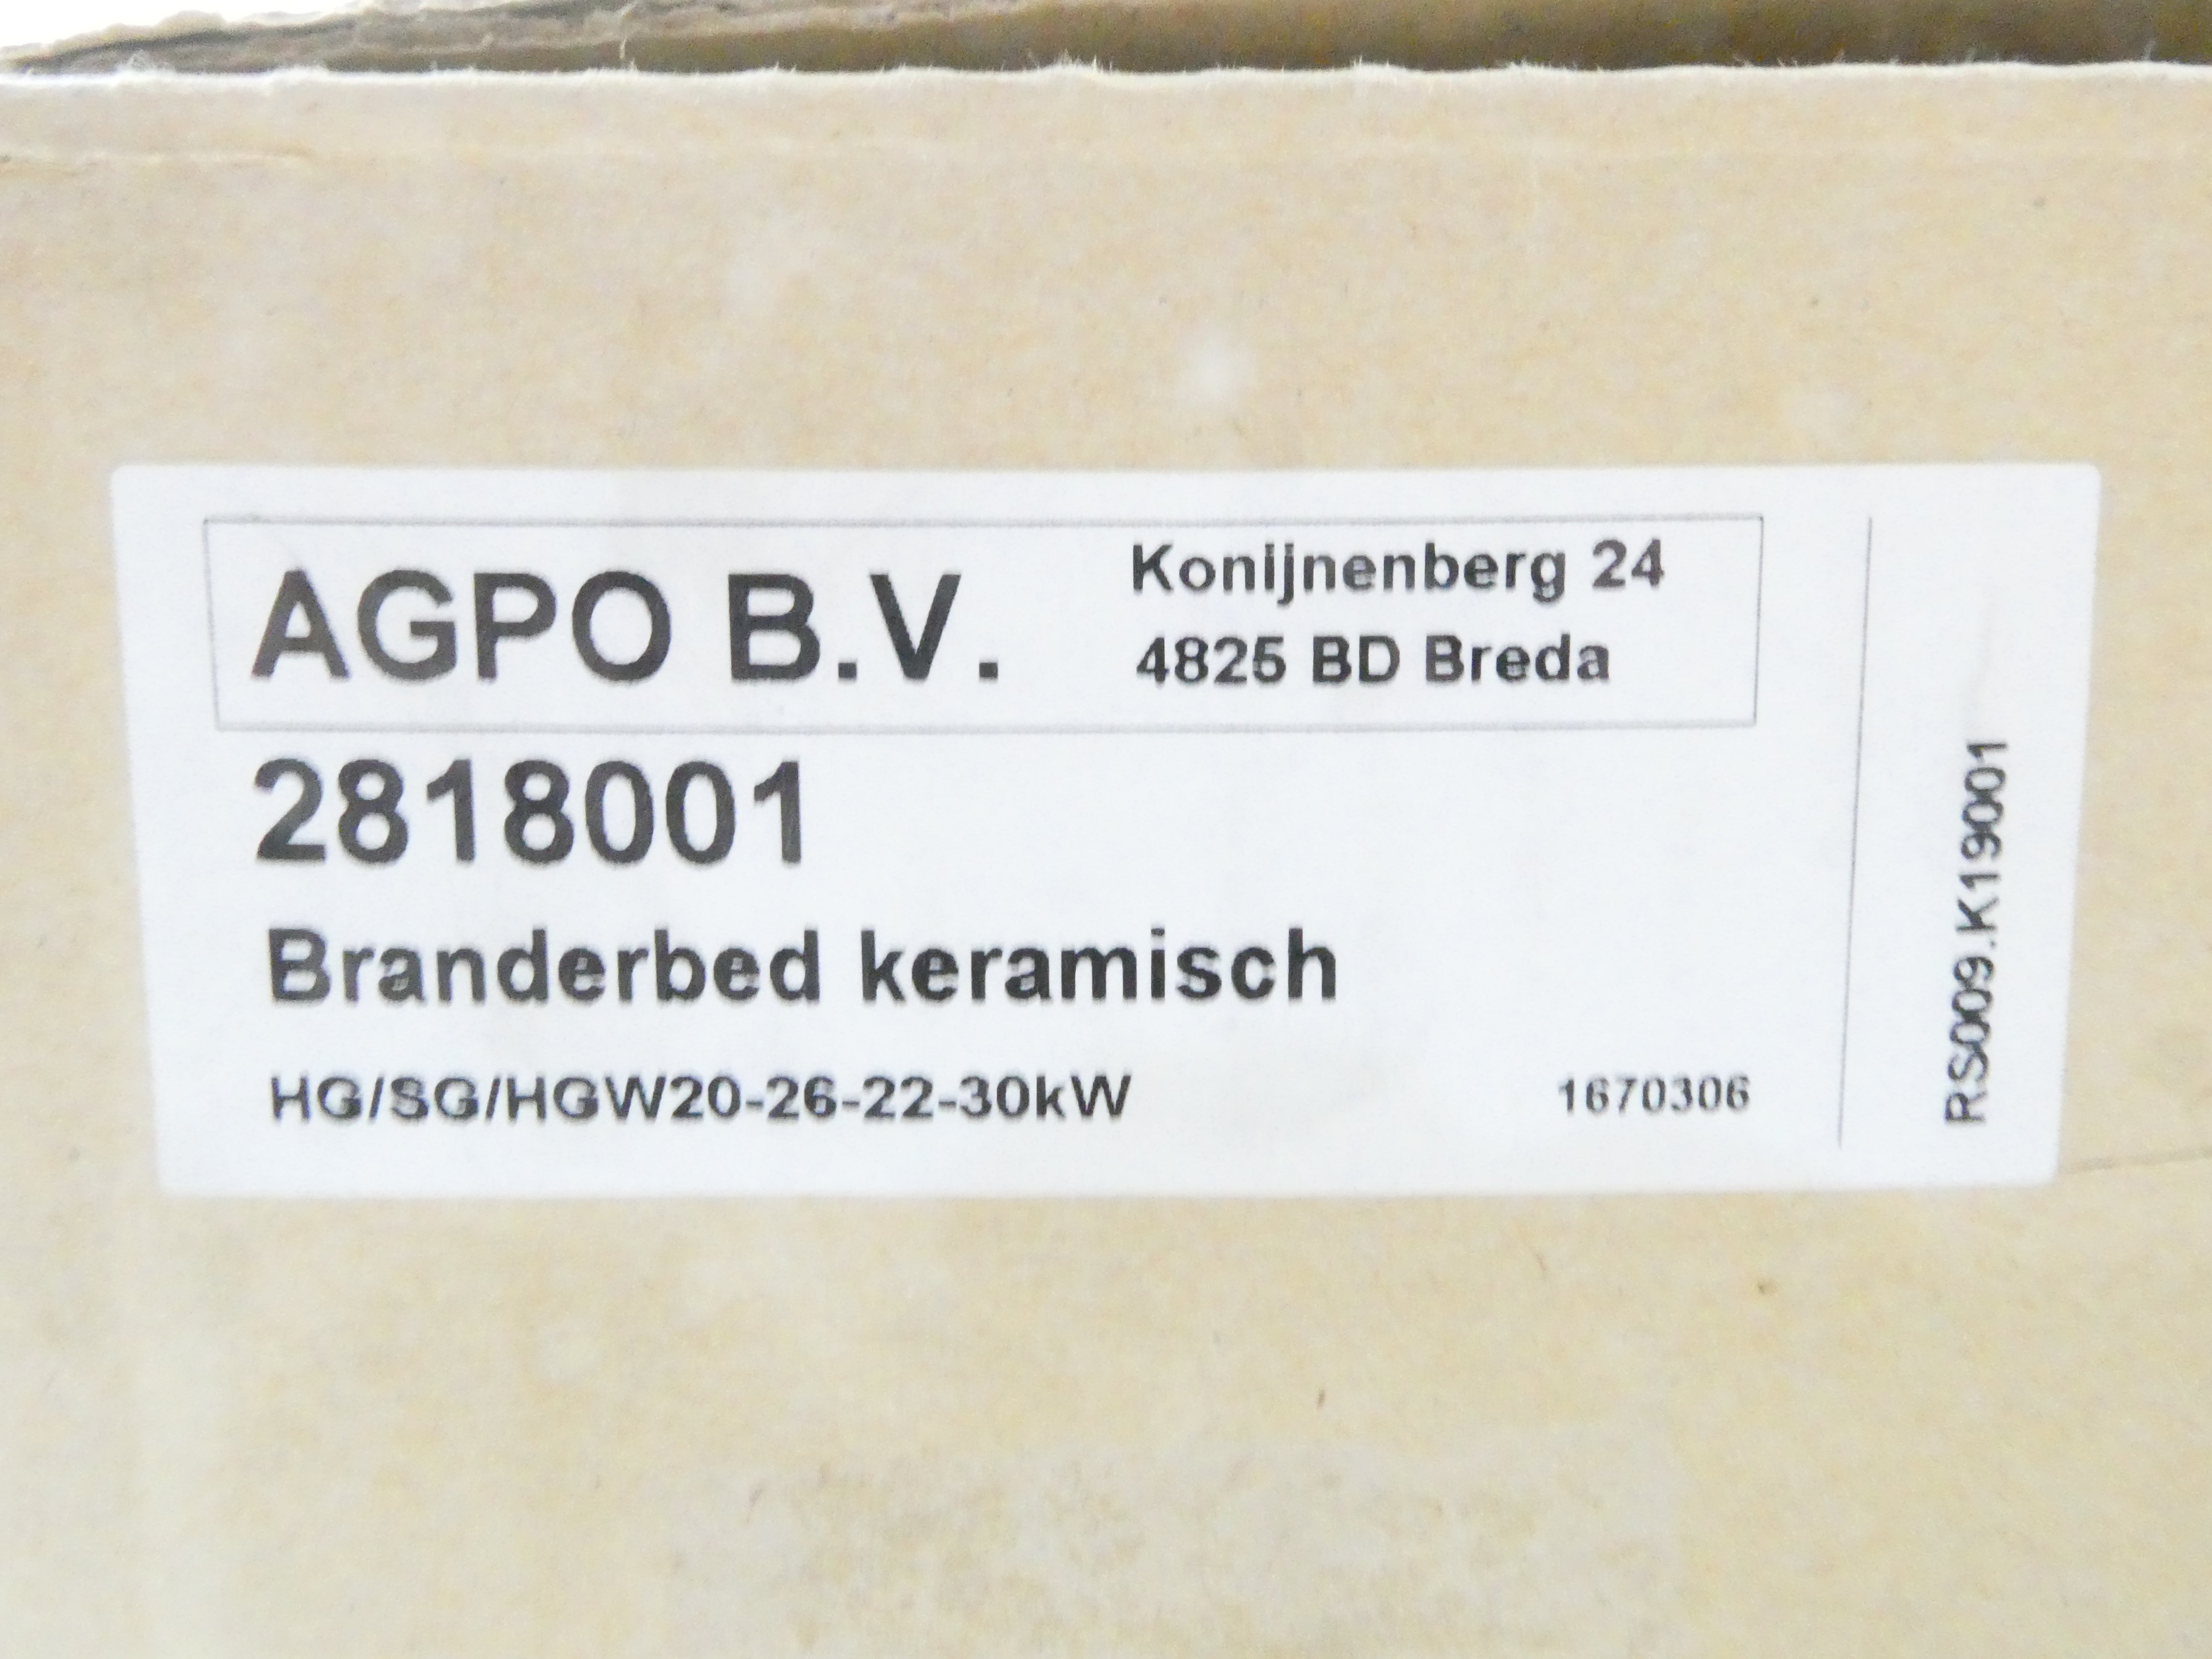 AGPO B.V.
Konijnenberg 24
4825 BD Breda
2818001
Branderbed keramisch
HG/SG/HGW20-26-22-30kW
1670306
RS009.K19001